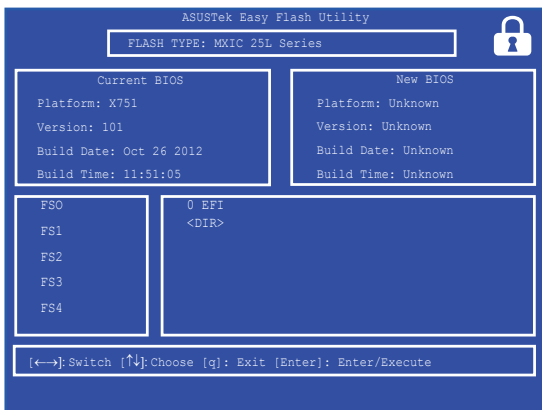 ASUSTek Easy Flash Utility
FLASH TYPE: MXIC 25L Series
Current BIOS
Platform: X751
Version: 101
Build Date: Oct 26 2012
Build Time: 11:51:05
New BIOS
Platform: Unknown
Version: Unknown
Build Date: Unknown
Build Time: Unknown
FSO
FS1
FS2
FS3
FS4
0 EFI
<DIR>
[←→]: Switch [↑↓]: Choose [q]: Exit [Enter]: Enter/Execute